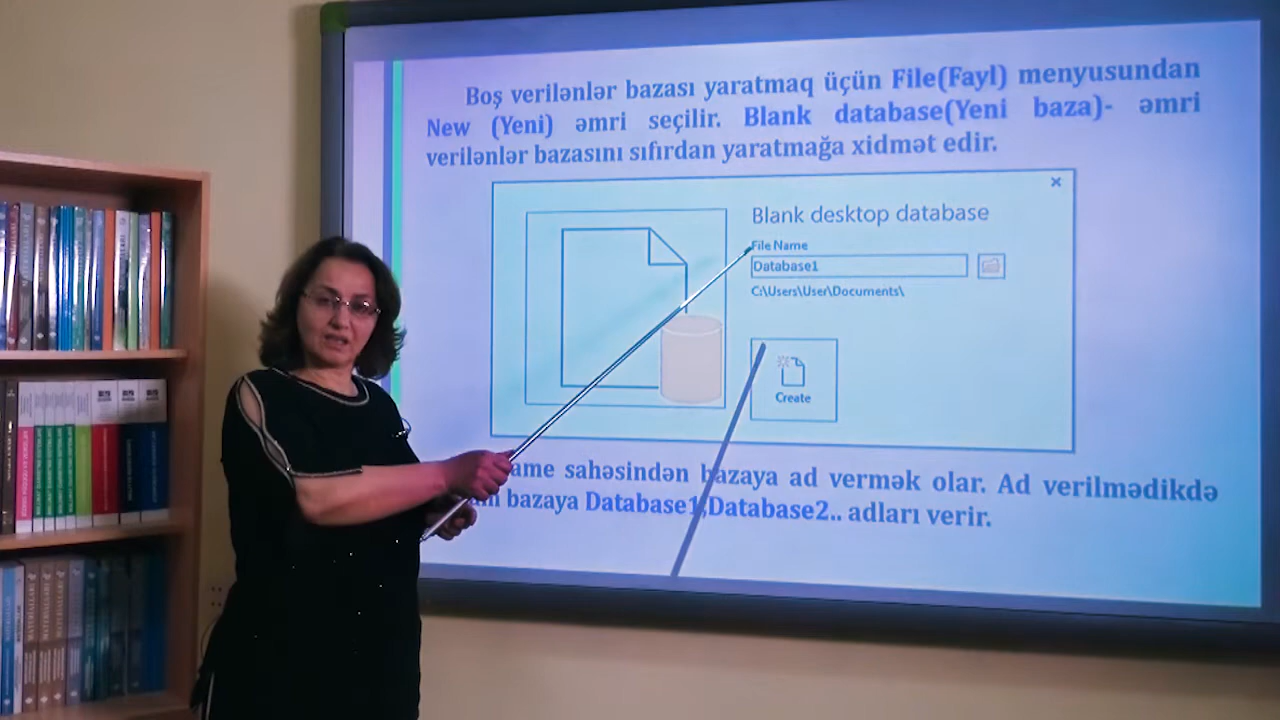 Boş verilənlər bazası yaratmaq üçün File(Fayl) menyusundan
New (Yeni) əmri seçilir. Blank database(Yeni baza)- əmri
verilənlər bazasını sıfırdan yaratmağa xidmət edir.
Blank desktop database
File Name
Database1
C:\Users\User\Documents\
Create
sahəsindən bazaya ad vermək olar. Ad verilmədikdə
bazaya Database1,Database2.. adları verir.